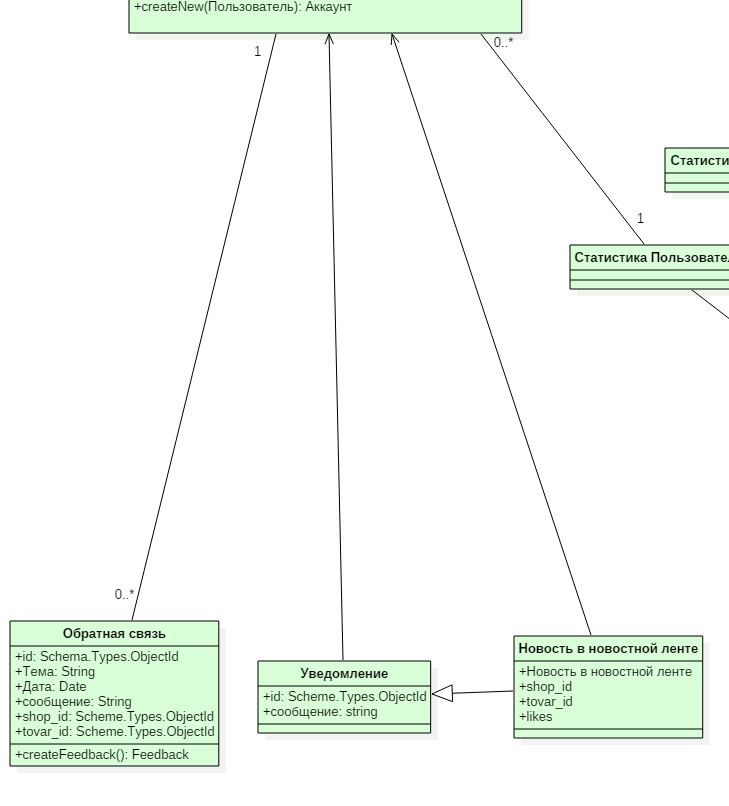 +createNew(Пользователь): Аккаунт
1
0..*
Статисти
1
Статистика Пользовате
0..*
Обратная связь
+id: Schema.Types.ObjectId
+Тема: String
+Дата: Date
+сообщение: String
+shop_id: Scheme.Types.ObjectId
+tovar_id: Scheme.Types.ObjectId
+createFeedback(): Feedback
Уведомление
+id: Scheme.Types.ObjectId
+сообщение: string
Новость в новостной ленте
+Новость в новостной ленте
+shop_id
+tovar_id
+likes